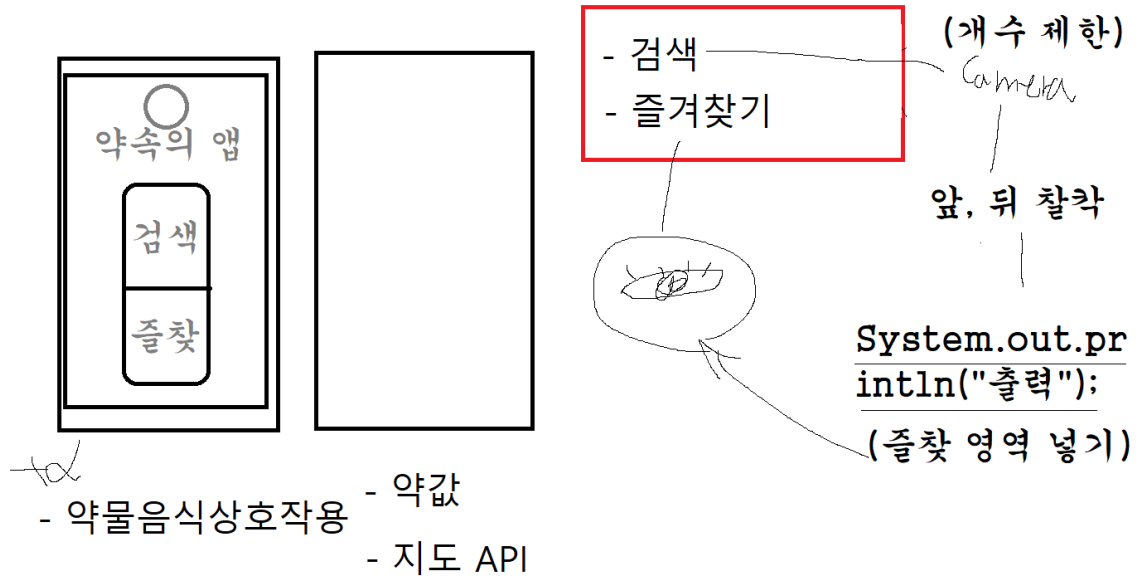 약속의 앱
검색
즐찾
- 약물음식상호작용
- 약값
- 지도 API
- 검색
- 즐겨찾기
(개수 제한)
Camera
앞, 뒤 찰칵
System.out.pr
intln("출력");
(즐찾 영역 넣기)